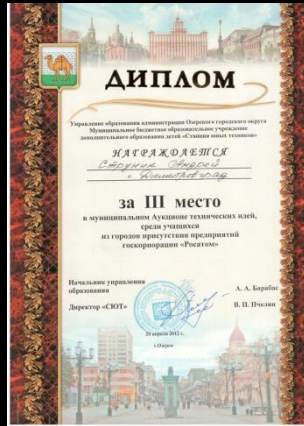 ДИПЛОМ
Управление образования администрации Озерского городского округа
Муниципальное бюджетное образовательное учреждение
дополнительного образования детей «Станция юных техников»
НАГРАЖДАЕТСЯ
Струнин Андрей
г. Димитровград
за III место
в муниципальном Аукционе технических идей,
среди учащихся
из городов присутствия предприятий
госкорпорации «Росатом»
Начальник управления
образования
А. А. Барабас
Директор «СЮТ»
В. П. Пчелин
20 апреля 2012 г.
г.Озерск